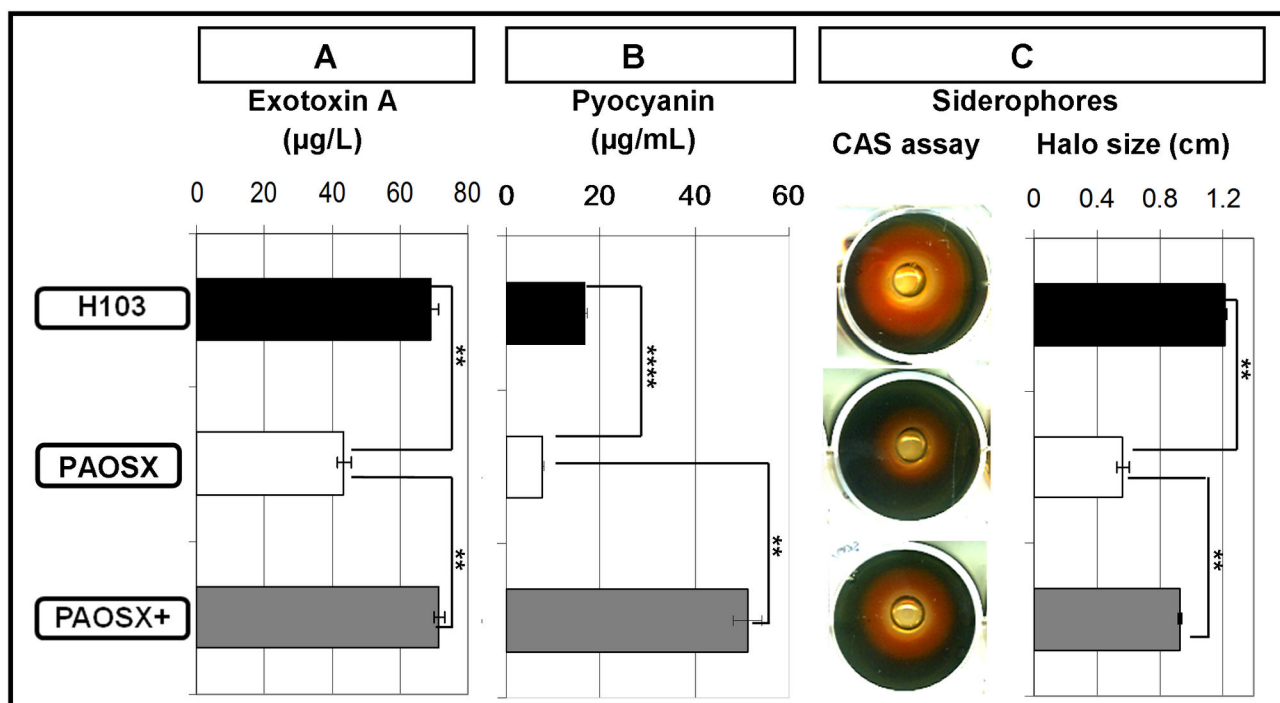 A
B
C
Exotoxin A
(µg/L)
Pyocyanin
(µg/mL)
Siderophores
CAS assay
Halo size (cm)
0 20 40 60 80
0 20 40 60
0 0.4 0.8 1.2
H103
**
****
**
PAOSX
**
**
**
PAOSX+